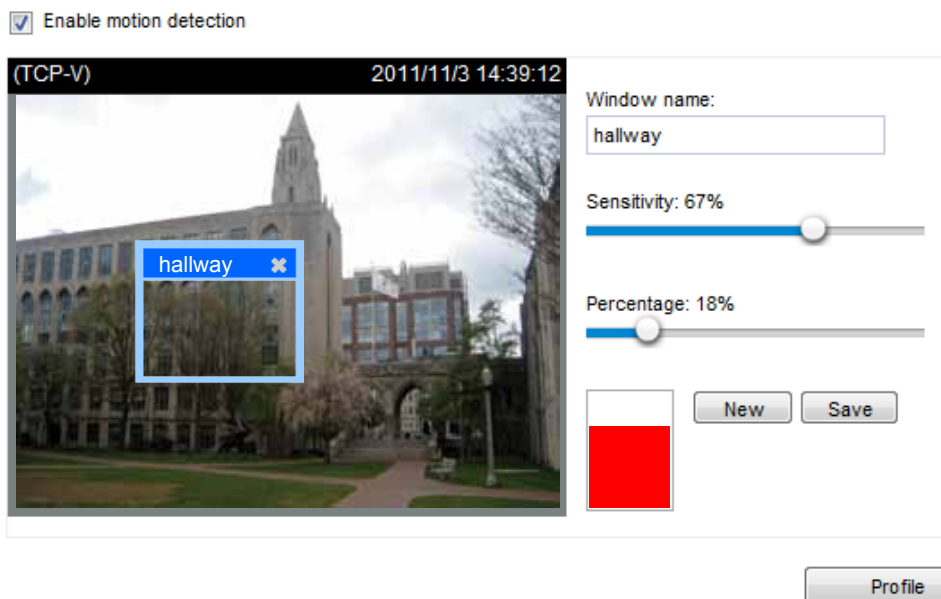 Enable motion detection
(TCP-V) 2011/11/3 14:39:12
Window name:
hallway
Sensitivity: 67%
hallway
Percentage: 18%
New Save
Profile